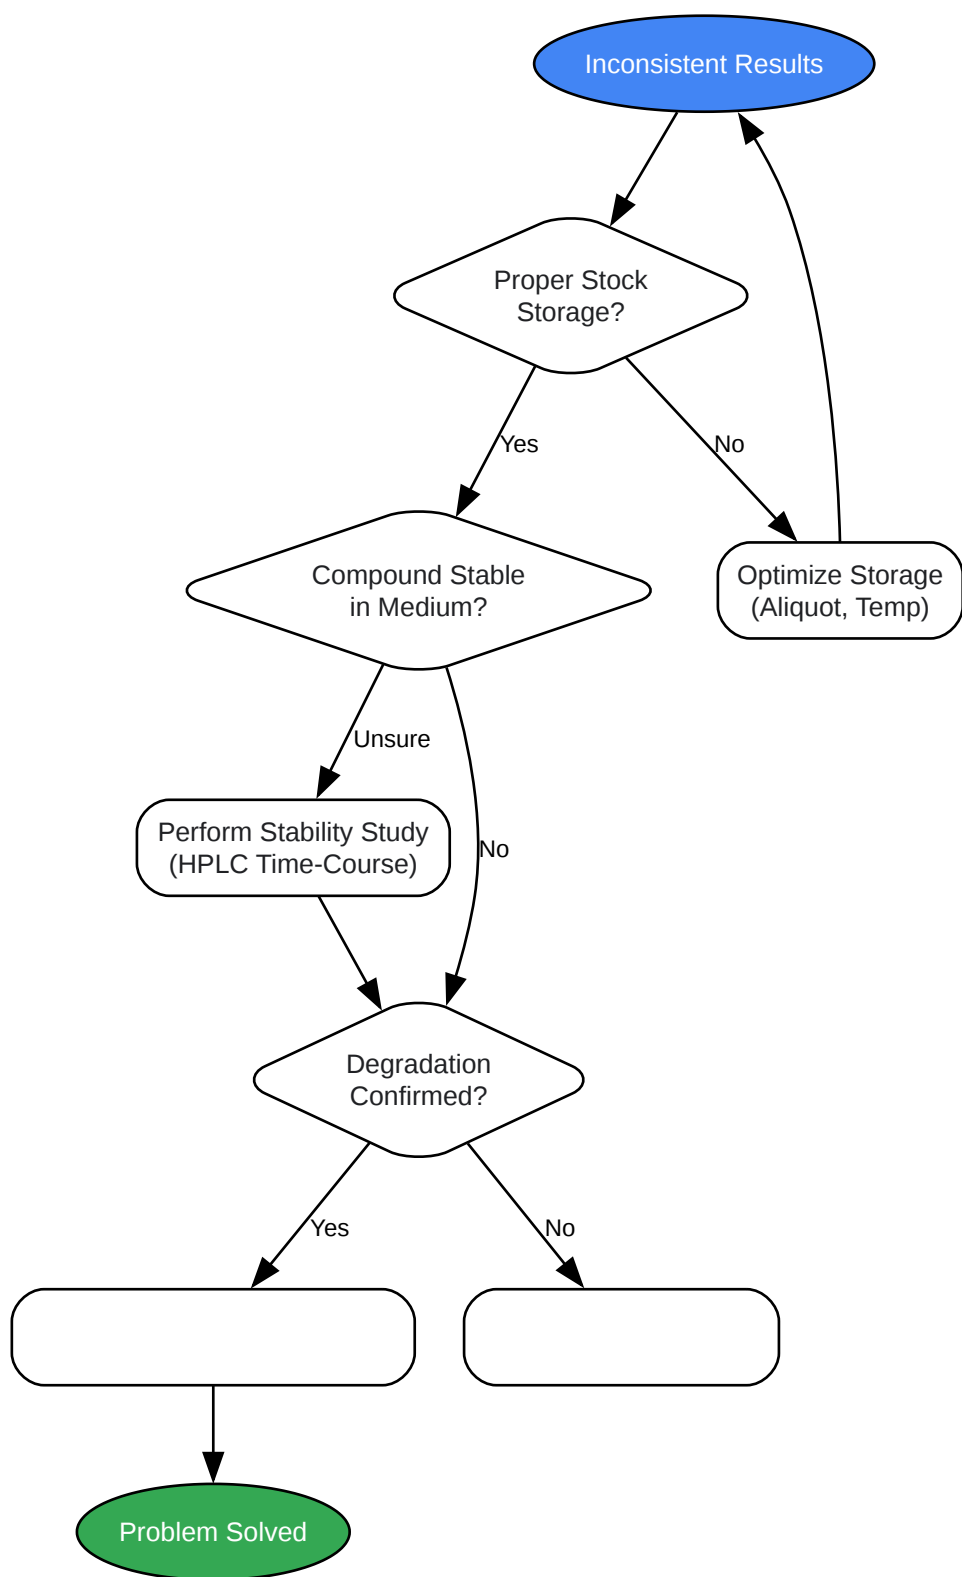 Inconsistent Results
Proper Stock
Storage?
Yes
No
Compound Stable
in Medium?
Optimize Storage
(Aliquot, Temp)
Unsure
Perform Stability Study
(HPLC Time-Course)
No
Degradation
Confirmed?
Yes
No
Problem Solved